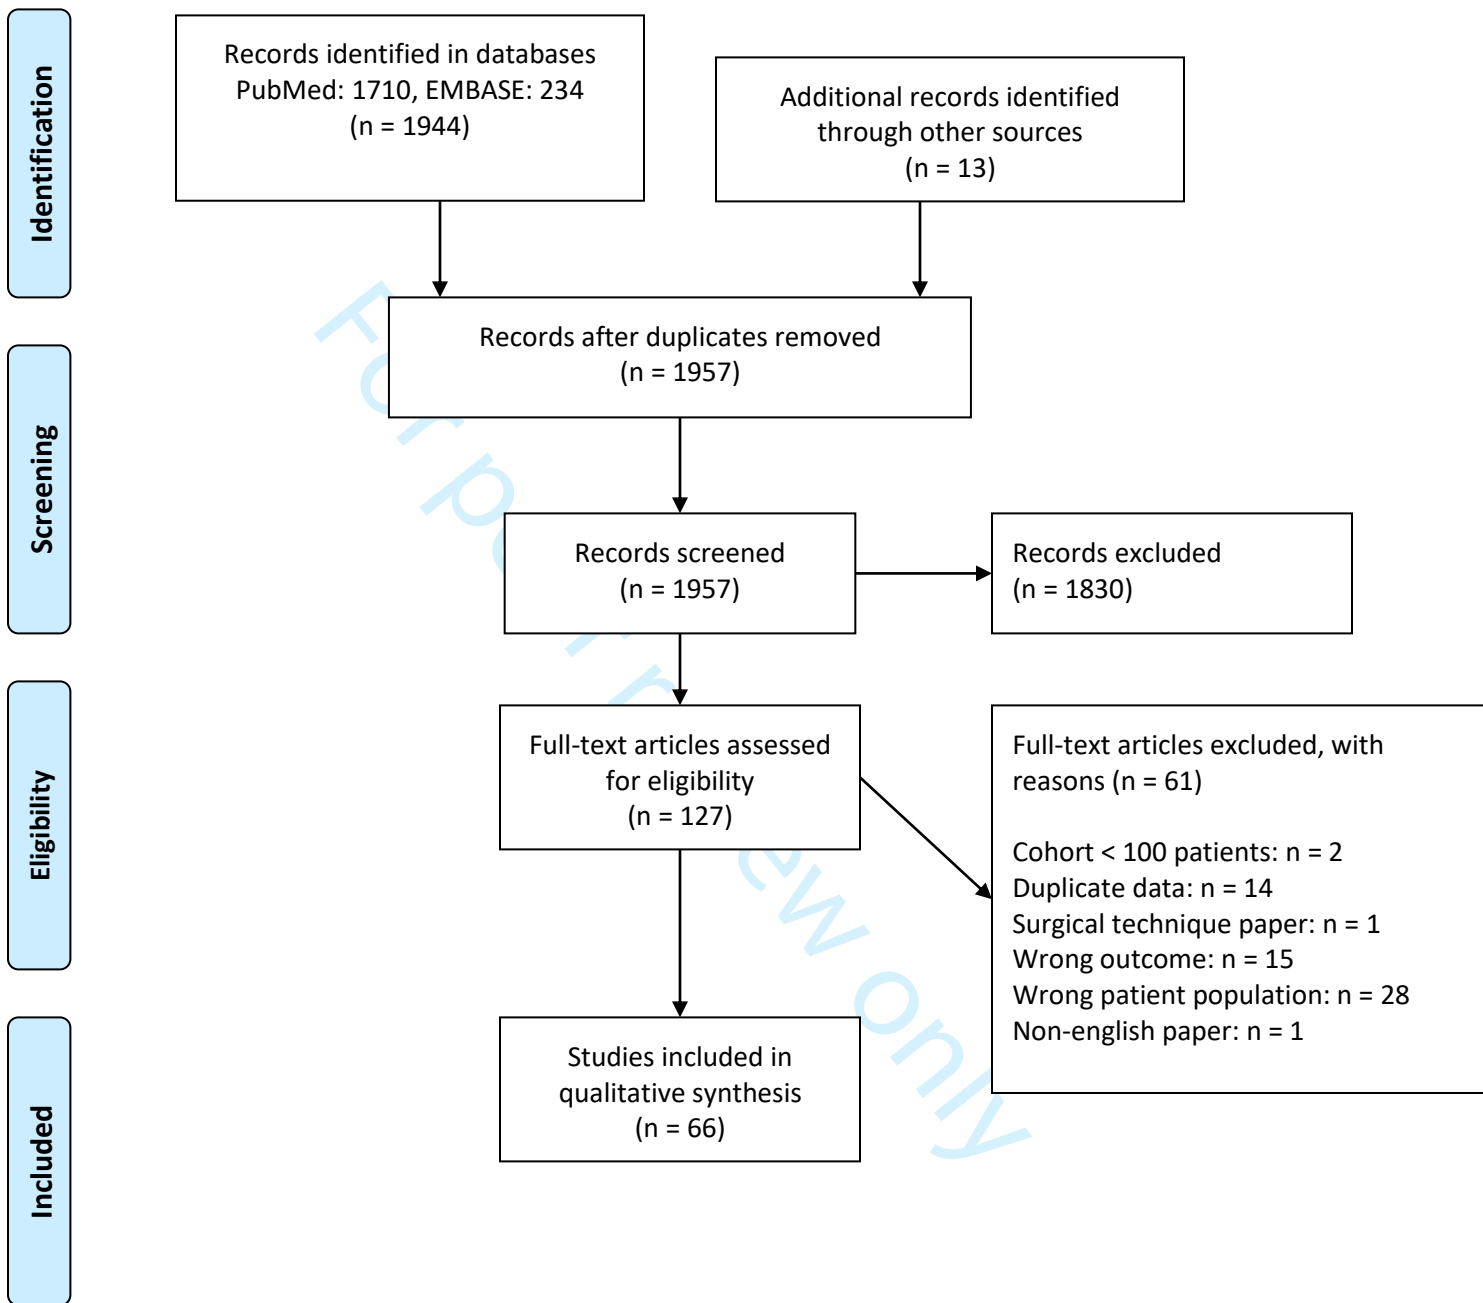 Identification
Records identified in databases
PubMed: 1710, EMBASE: 234
(n = 1944)
Additional records identified
through other sources
(n = 13)
Records after duplicates removed
(n = 1957)
Screening
Records screened
(n = 1957)
Records excluded
(n = 1830)
Eligibility
Full-text articles assessed
for eligibility
(n = 127)
Full-text articles excluded, with
reasons (n = 61)
Cohort < 100 patients: n = 2
Duplicate data: n = 14
Surgical technique paper: n = 1
Wrong outcome: n = 15
Wrong patient population: n = 28
Non-english paper: n = 1
Included
Studies included in
qualitative synthesis
(n = 66)
For peer review only